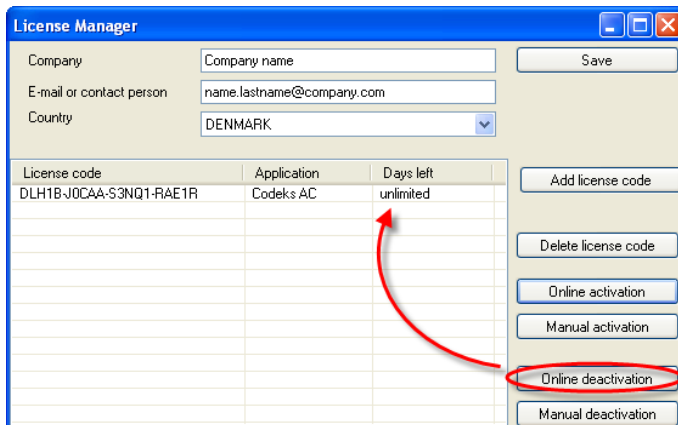 License Manager
Company
Company name
Save
E-mail or contact person
name.lastname@company.com
Country
DENMARK
License code Application Days left
Add license code
DLH1B-J0CAA-S3NQ1-RAE1R Codeks AC unlimited
Delete license code
Online activation
Manual activation
Online deactivation
Manual deactivation